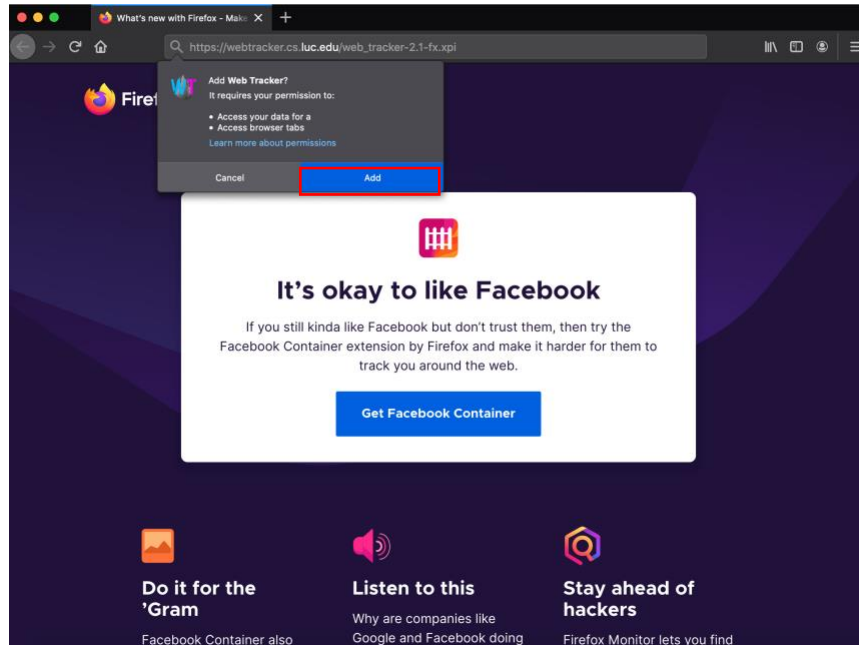 What's new with Firefox - Make
https://webtracker.cs.luc.edu/web_tracker-2.1-fx.xpi
Add Web Tracker?
It requires your permission to:
• Access your data for a
• Access browser tabs
Learn more about permissions
Cancel
Add
WT
Firef
It's okay to like Facebook
If you still kinda like Facebook but don't trust them, then try the
Facebook Container extension by Firefox and make it harder for them to
track you around the web.
Get Facebook Container
Do it for the
'Gram
Facebook Container also
Listen to this
Why are companies like
Google and Facebook doing
Stay ahead of
hackers
Firefox Monitor lets you find